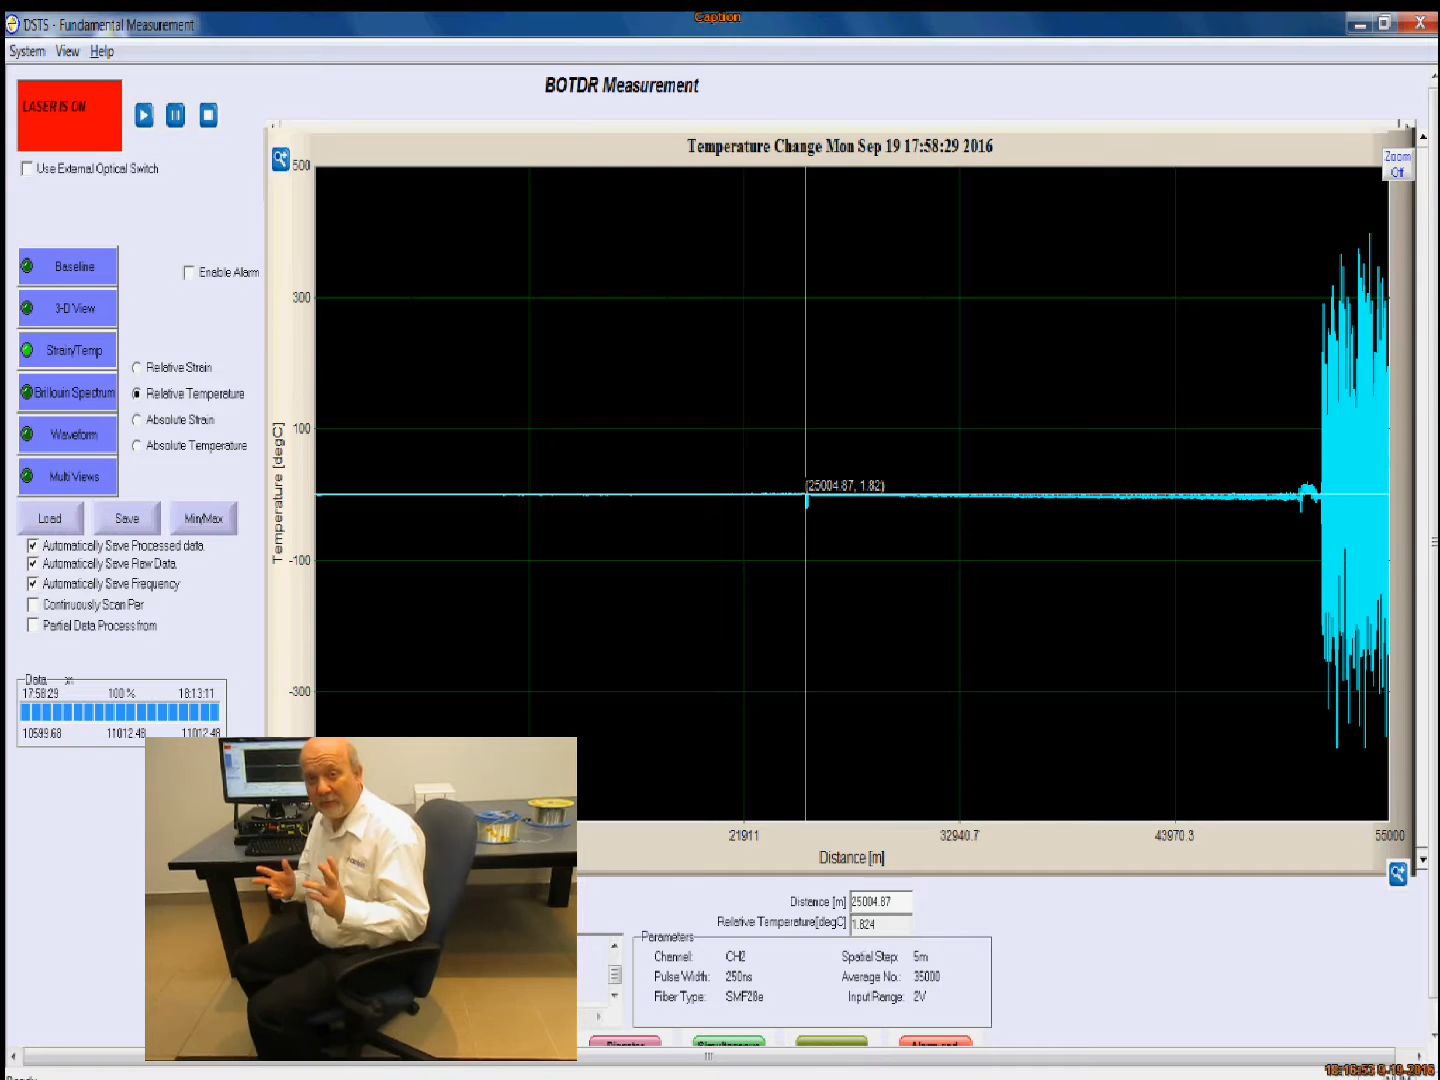 Caption
DSTS - Fundamental Measurement
System View Help
BOTDR Measurement
LASER IS ON
Use External Optical Switch
Temperature Change Mon Sep 19 17:58:29 2016
Zoom
Off
500
300
100
-100
-300
Temperature [degC]
(25004.87, 1.82)
21911 32940.7 43970.3 55000
Distance [m]
Baseline
Enable Alarm
3-D View
Strain/Temp
Brillouin Spectrum
Waveform
Multi Views
Relative Strain
Relative Temperature
Absolute Strain
Absolute Temperature
Load Save Min/Max
Automatically Save Processed data
Automatically Save Raw Data
Automatically Save Frequency
Continuously Scan Per
Partial Data Process from
Data
17:58:29 100 % 18:13:11
10599.68 11012.48 11012.48
Distance [m] 25004.87
Relative Temperature[degC] 1.824
Parameters
Channel: CH2 Spatial Step: 5m
Pulse Width: 250ns Average No.: 35000
Fiber Type: SMF28e Input Range: 2V
18:16:53 9-19-2016